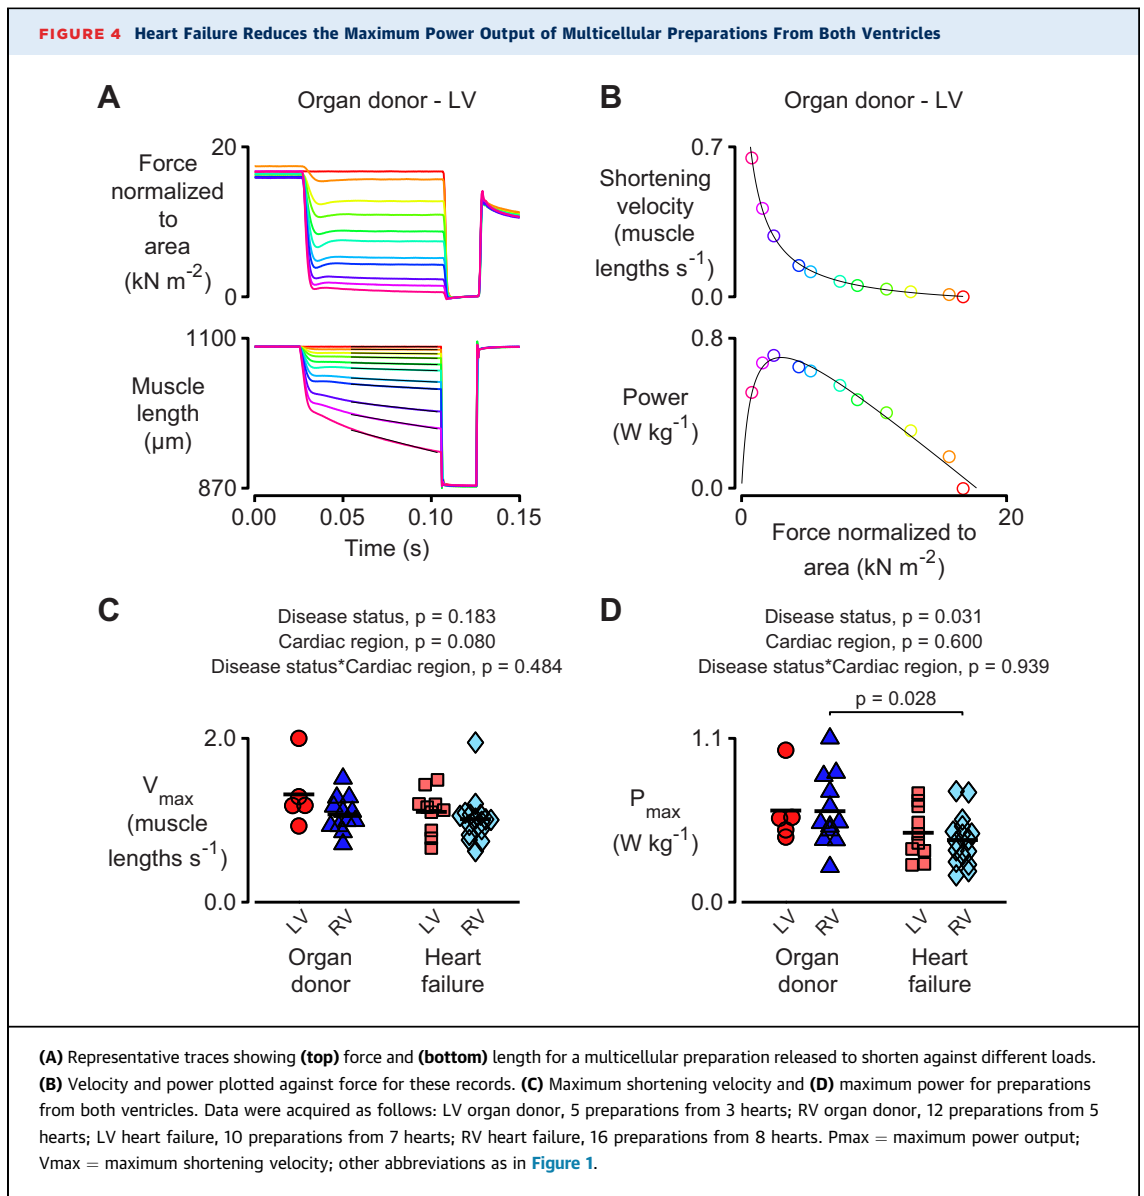 FIGURE 4 Heart Failure Reduces the Maximum Power Output of Multicellular Preparations From Both Ventricles
A
Organ donor - LV
20
Force
normalized
to
area
(kN m-2)
0
1100
Muscle
length
(µm)
870
0.00 0.05 0.10 0.15
Time (s)
B
Organ donor - LV
0.7
Shortening
velocity
(muscle
lengths s-1)
0.0
0.8
Power
(W kg-1)
0.0
0 20
Force normalized to
area (kN m-2)
C
Disease status, p = 0.183
Cardiac region, p = 0.080
Disease status*Cardiac region, p = 0.484
2.0
Vmax
(muscle
lengths s-1)
0.0
LV RV LV RV
Organ donor
Heart failure
D
Disease status, p = 0.031
Cardiac region, p = 0.600
Disease status*Cardiac region, p = 0.939
p = 0.028
1.1
Pmax
(W kg-1)
0.0
LV RV LV RV
Organ donor
Heart failure
(A) Representative traces showing (top) force and (bottom) length for a multicellular preparation released to shorten against different loads.
(B) Velocity and power plotted against force for these records. (C) Maximum shortening velocity and (D) maximum power for preparations
from both ventricles. Data were acquired as follows: LV organ donor, 5 preparations from 3 hearts; RV organ donor, 12 preparations from 5
hearts; LV heart failure, 10 preparations from 7 hearts; RV heart failure, 16 preparations from 8 hearts. Pmax = maximum power output;
Vmax = maximum shortening velocity; other abbreviations as in Figure 1.